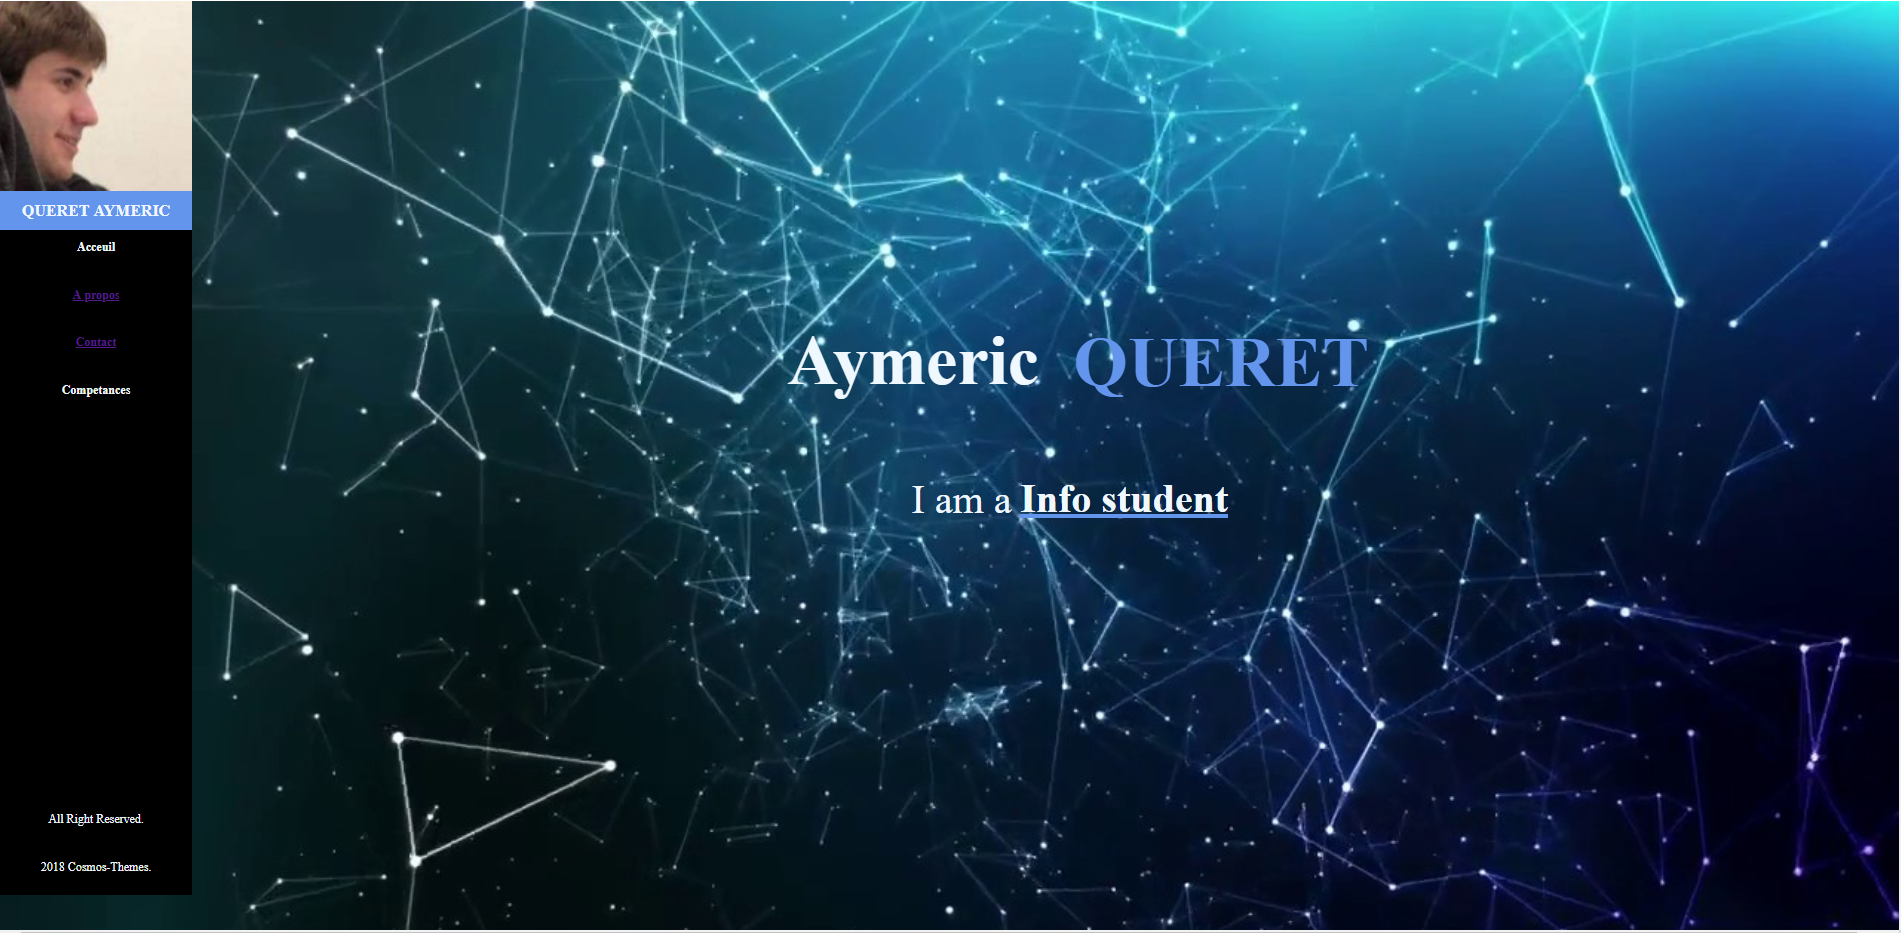 QUERET AYMERIC
Acceuil
A propos
Contact
Competances
Aymeric QUERET
I am a Info student
All Right Reserved.
2018 Cosmos-Themes.